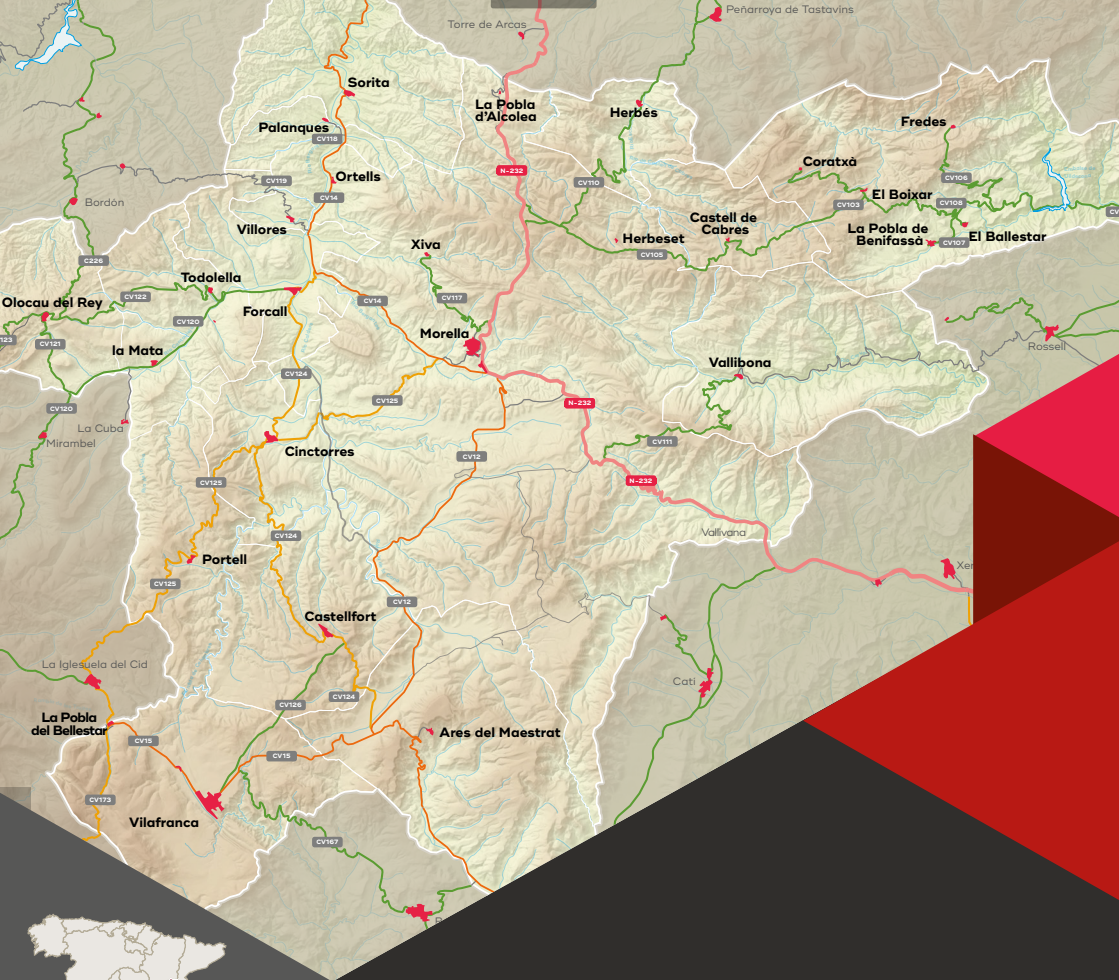 Torre de Arcas
Peñarroya de Tastavins
Sorita
La Pobla
d'Alcolea
Herbés
Fredes
Palanques
CV118
Coratxà
N-232
Ortells
CV119
CV110
CV106
CV14
El Boixar
Bordón
CV103
CV106
Villores
Castell de
Cabres
La Pobla de
Benifassà
El Ballestar
Xiva
Herbeset
CV107
CV105
C226
Todolella
CV122
CV117
Olocau del Rey
CV14
Forcall
CV120
Morella
123
CV121
la Mata
Rossell
Vallibona
CV124
CV125
N-232
CV120
La Cuba
Mirambel
CV111
Cinctorres
CV12
CV125
N-232
CV124
Vallivana
Portell
Xer
CV125
CV12
Castellfort
La Iglesuela del Cid
Cati
CV124
CV126
La Pobla
del Bellestar
Ares del Maestrat
CV15
CV15
CV173
Vilafranca
CV167